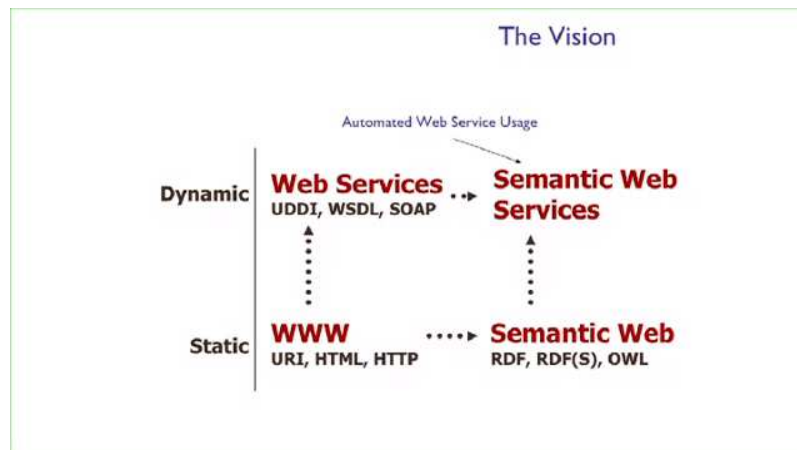 The Vision
Automated Web Service Usage
Dynamic
Web Services
UDDI, WSDL, SOAP
Semantic Web
Services
Static
WWW
URI, HTML, HTTP
Semantic Web
RDF, RDF(S), OWL